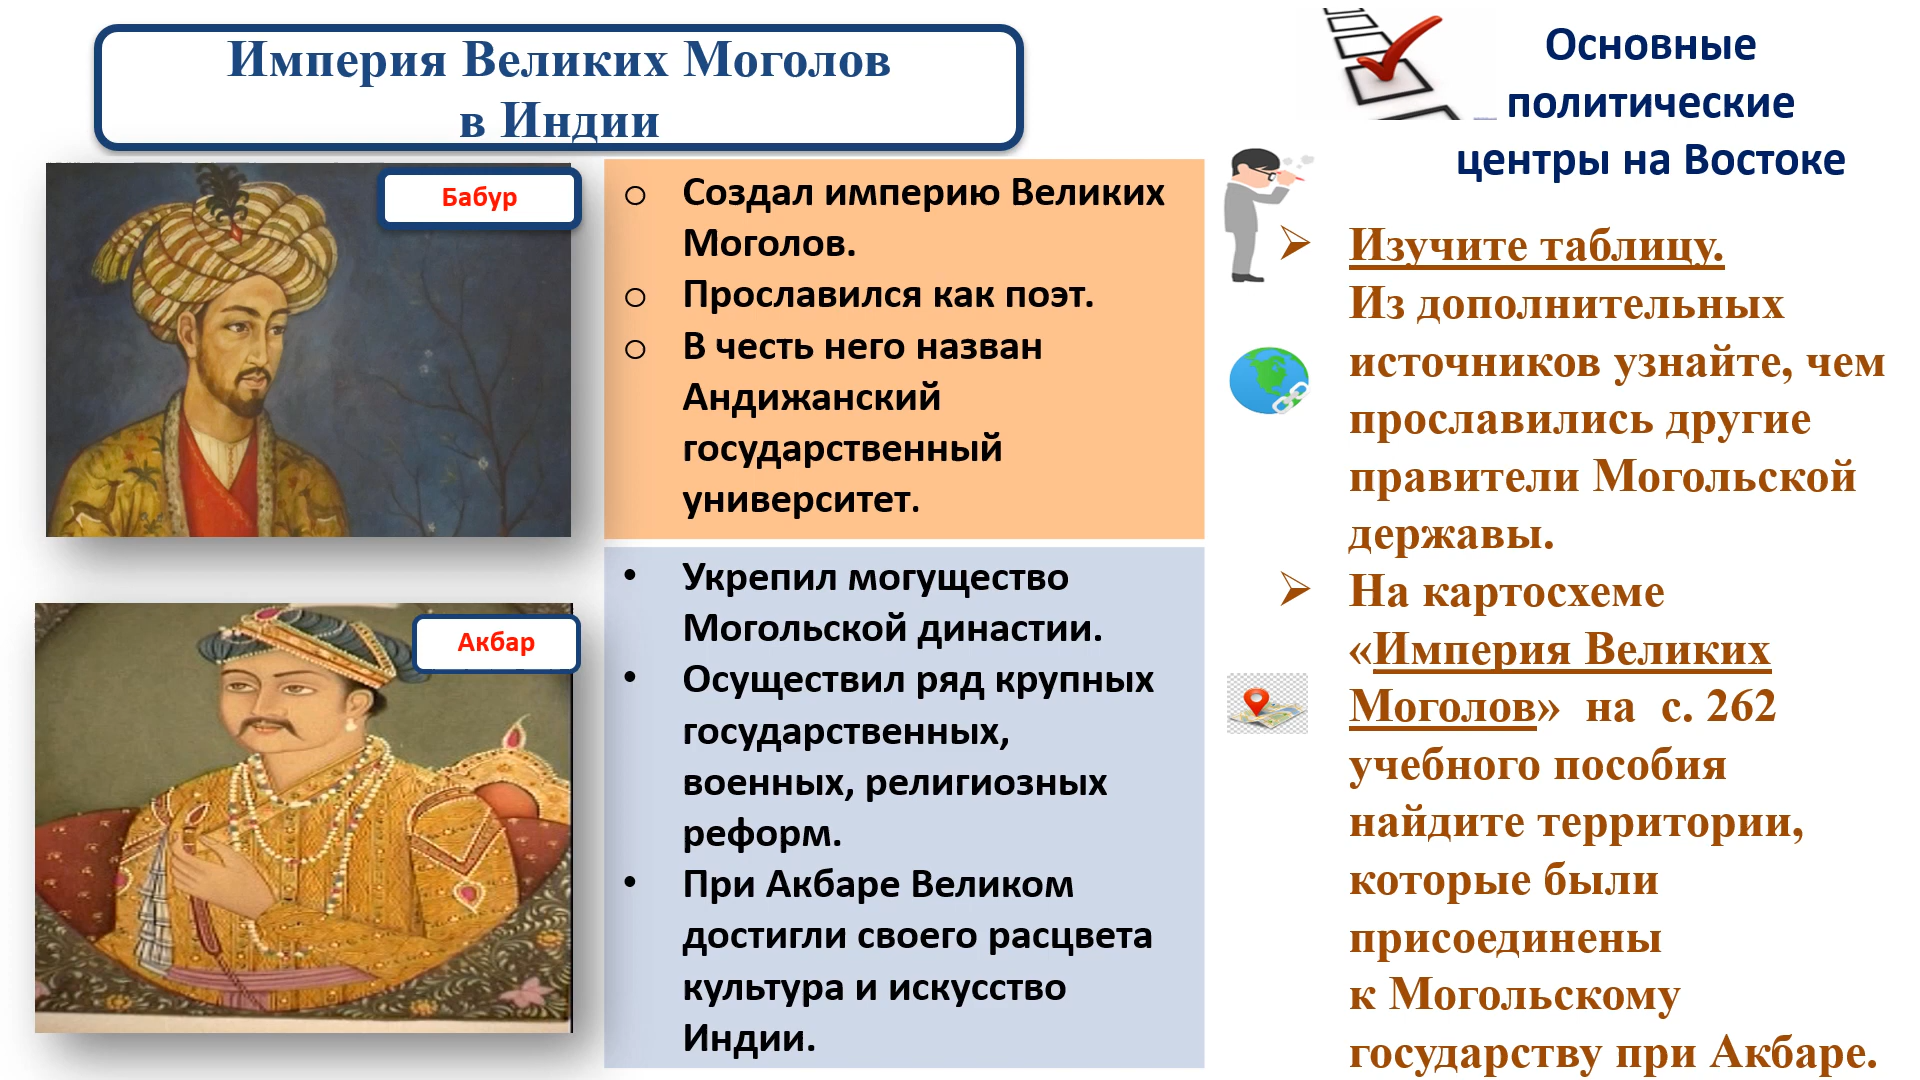 Империя Великих Моголов
в Индии
Бабур
o Создал империю Великих
Моголов.
o Прославился как поэт.
o В честь него назван
Андижанский
государственный
университет.
Акбар
• Укрепил могущество
Могольской династии.
• Осуществил ряд крупных
государственных,
военных, религиозных
реформ.
• При Акбаре Великом
достигли своего расцвета
культура и искусство
Индии.
Основные
политические
центры на Востоке
➢ Изучите таблицу.
Из дополнительных
источников узнайте, чем
прославились другие
правители Могольской
державы.
➢ На картосхеме
«Империя Великих
Моголов» на с. 262
учебного пособия
найдите территории,
которые были
присоединены
к Могольскому
государству при Акбаре.